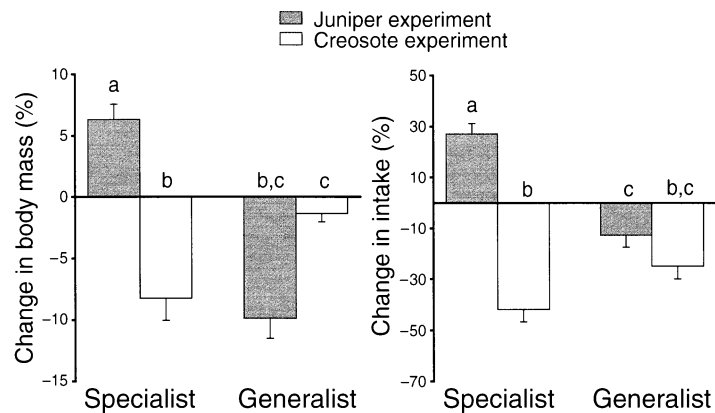 Juniper experiment
Creosote experiment
Change in body mass (%)
10
5
0
−5
−10
−15
a
b
b,c
c
Specialist
Generalist
Change in intake (%)
50
30
10
−10
−30
−50
−70
a
b
c
b,c
Specialist
Generalist